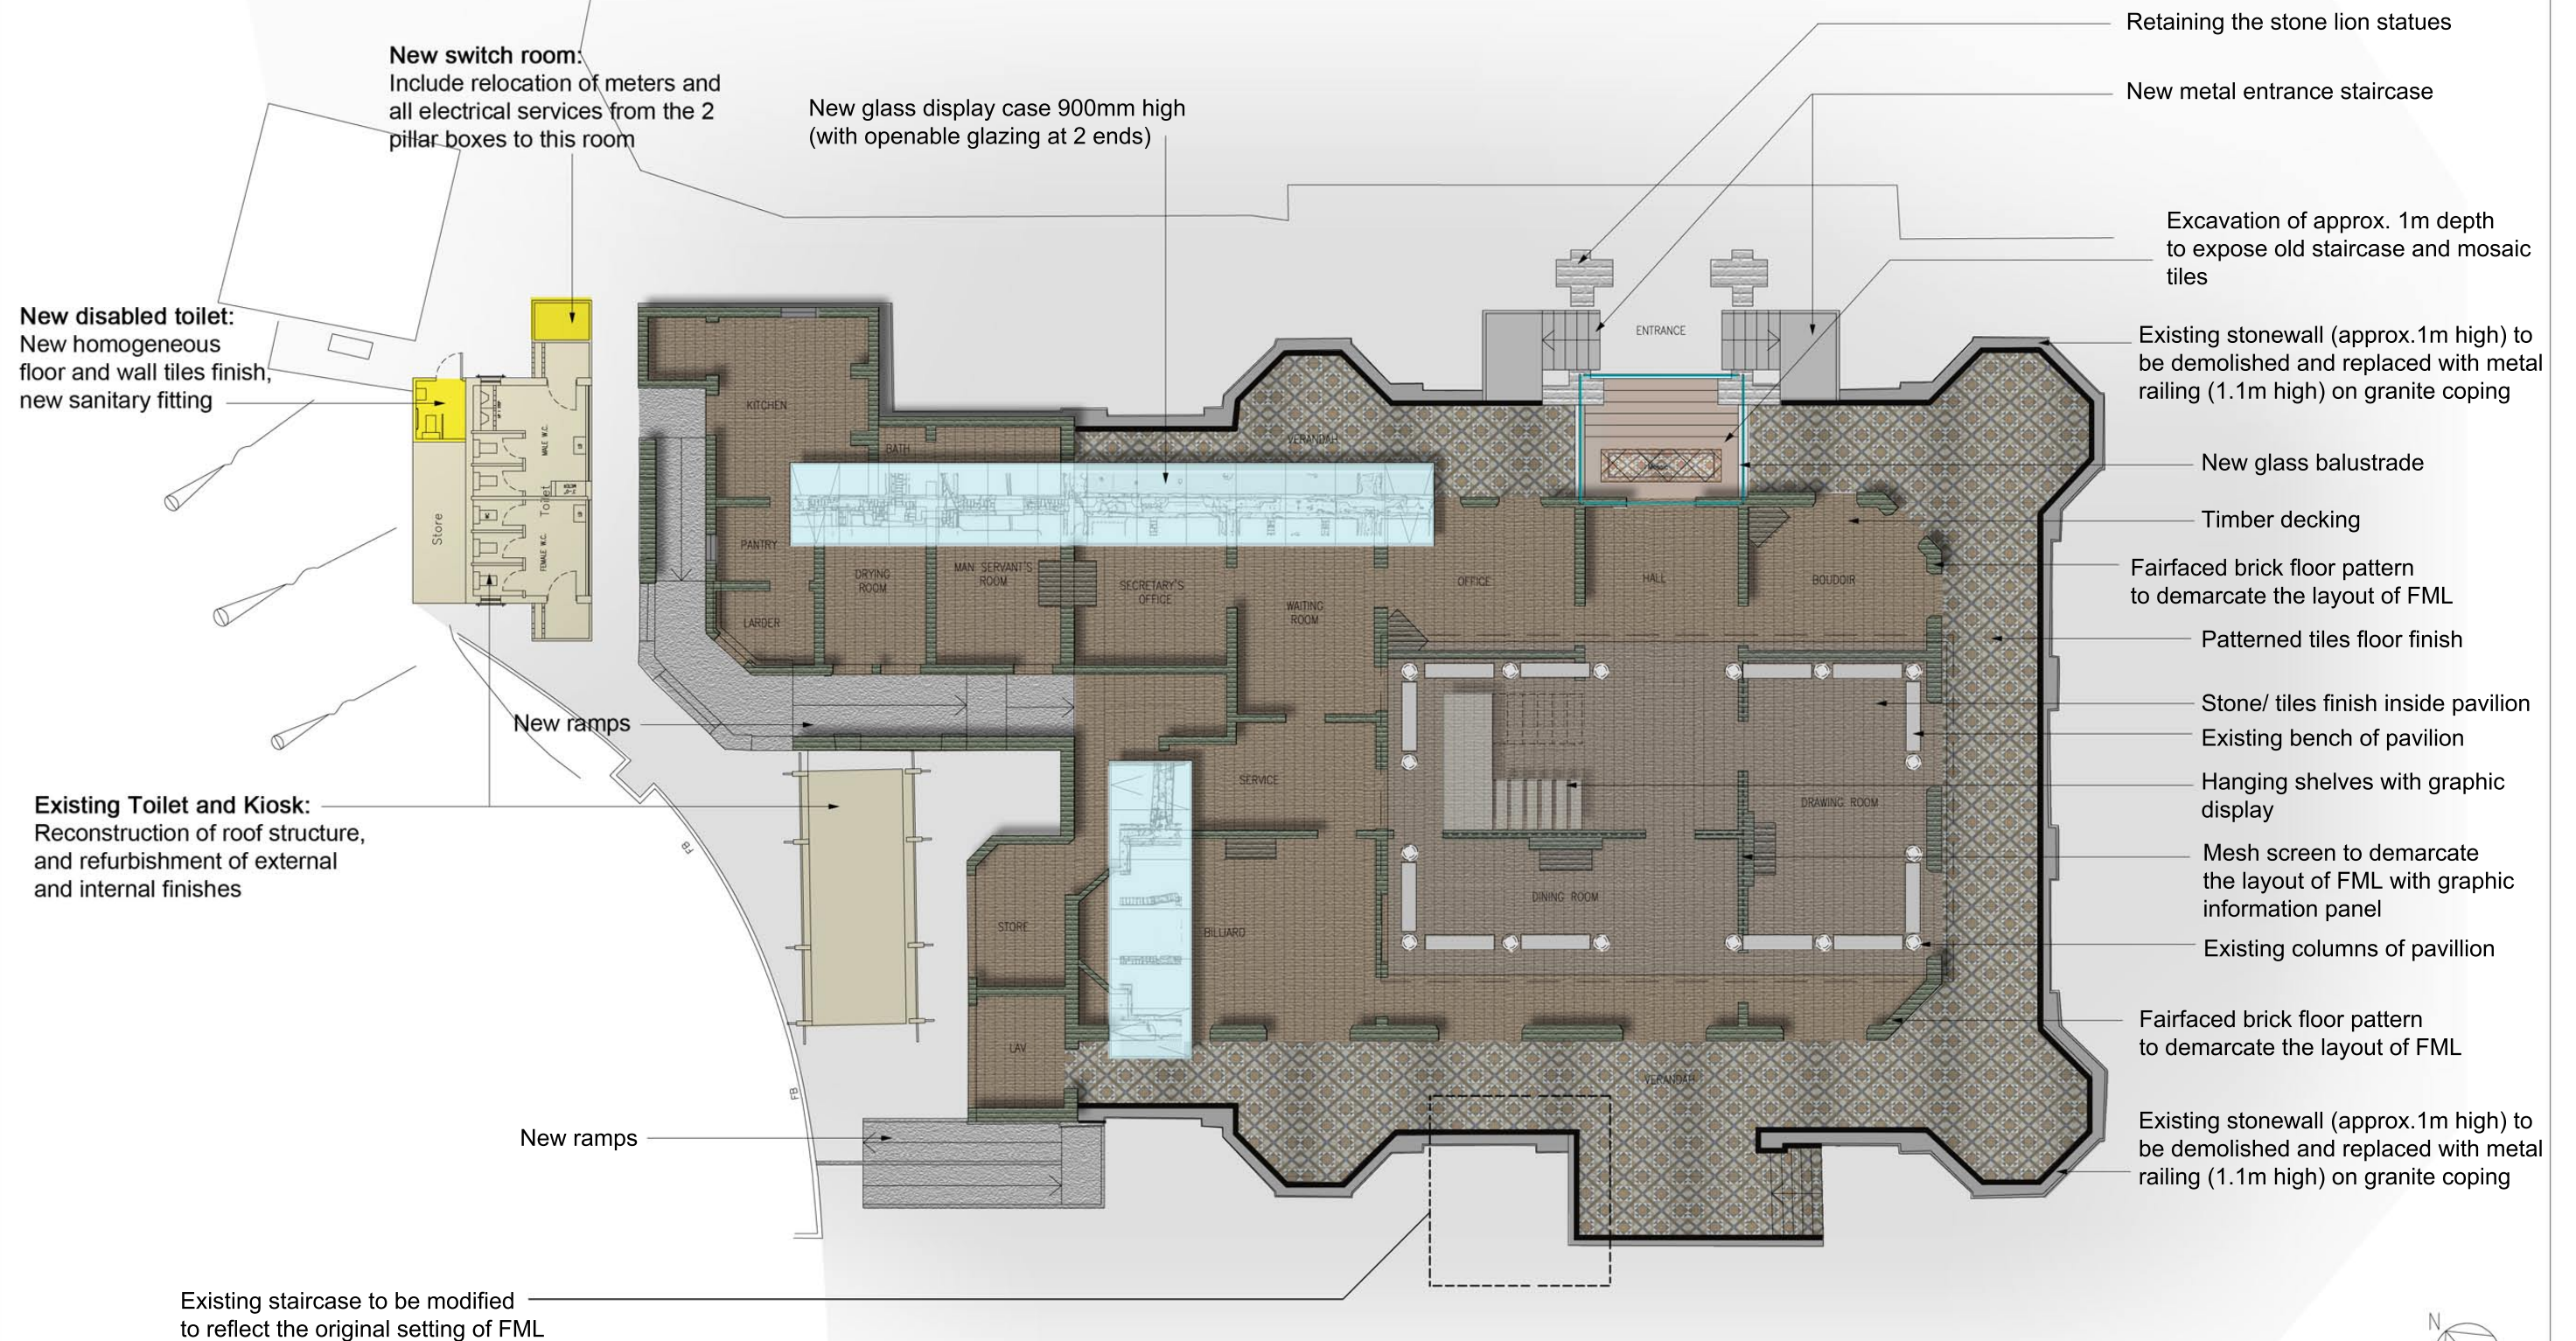 Retaining the stone lion statues
New switch room:
Include relocation of meters and
all electrical services from the 2
pillar boxes to this room
New metal entrance staircase
New glass display case 900mm high
(with openable glazing at 2 ends)
Excavation of approx. 1m depth
to expose old staircase and mosaic
tiles
New disabled toilet:
New homogeneous
floor and wall tiles finish,
new sanitary fitting
ENTRANCE
Existing stonewall (approx.1m high) to
be demolished and replaced with metal
railing (1.1m high) on granite coping
KITCHEN
BATH
VERANDAH
MALE W.C.
New glass balustrade
Toilet
Store
FEMALE W.C.
Timber decking
PANTRY
DRYING
ROOM
MAN SERVANT'S
ROOM
SECRETARY'S
OFFICE
WAITING
ROOM
OFFICE
HALL
BOUDOIR
Fairfaced brick floor pattern
to demarcate the layout of FML
LARDER
Patterned tiles floor finish
Stone/ tiles finish inside pavilion
New ramps
Existing bench of pavilion
SERVICE
Hanging shelves with graphic
display
DRAWING ROOM
Existing Toilet and Kiosk:
Reconstruction of roof structure,
and refurbishment of external
and internal finishes
FB
Mesh screen to demarcate
the layout of FML with graphic
information panel
DINING ROOM
STORE
BILLIARD
Existing columns of pavillion
Fairfaced brick floor pattern
to demarcate the layout of FML
LAV
VERANDAH
FB
New ramps
Existing stonewall (approx.1m high) to
be demolished and replaced with metal
railing (1.1m high) on granite coping
Existing staircase to be modified
to reflect the original setting of FML
N